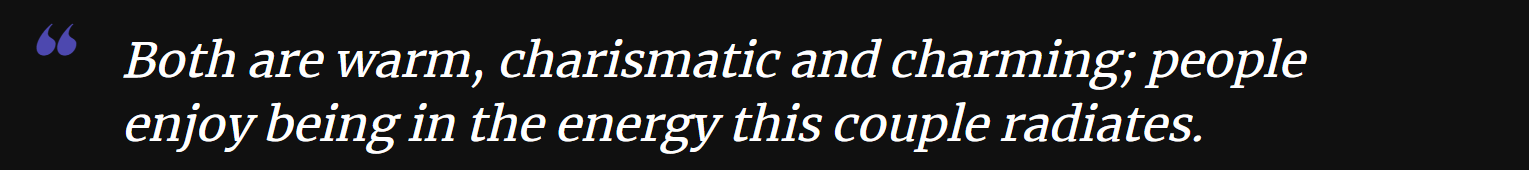 “ Both are warm, charismatic and charming; people
enjoy being in the energy this couple radiates.